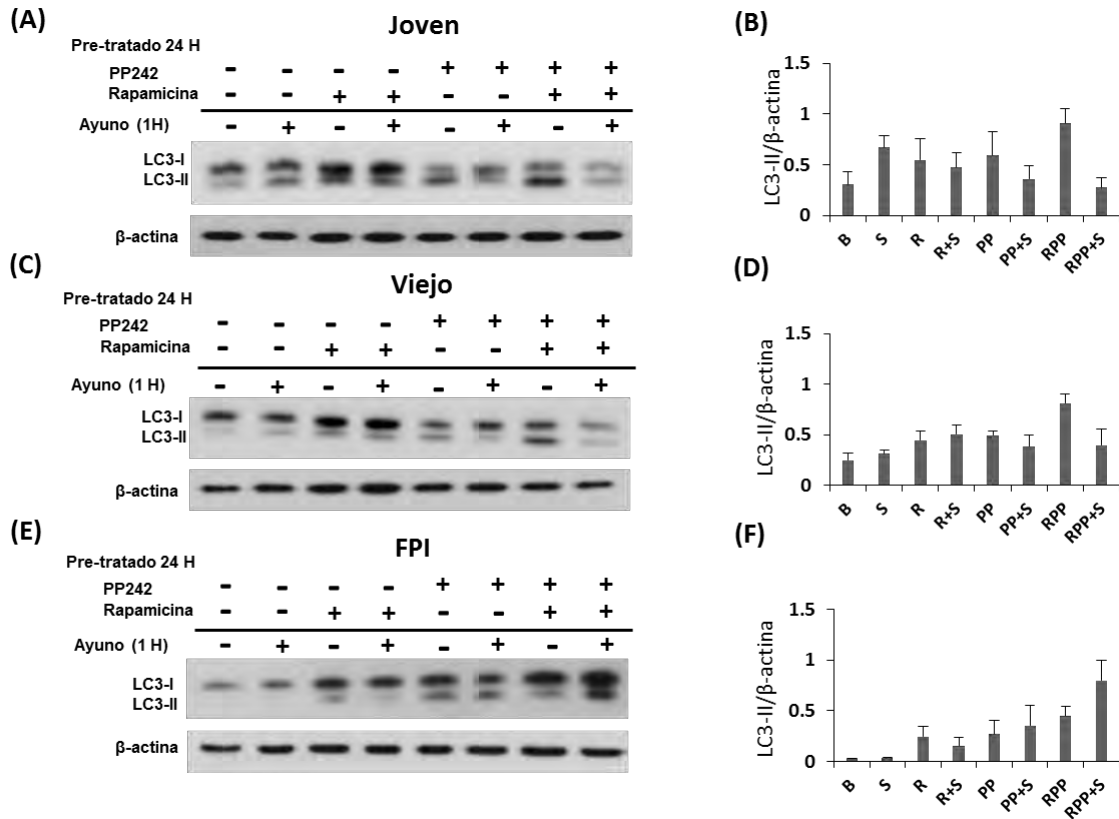 (A)
Joven
Pre-tratado 24 H
PP242 - - - - + + + +
Rapamicina - - + + - - + +
Ayuno (1H) - + - + - + - +
LC3-I
LC3-II
β-actina
(B)
LC3-II/β-actina
1.5
1
0.5
0
B S R R+S PP PP+S RPP RPP+S
(C)
Viejo
Pre-tratado 24 H
PP242 - - - - + + + +
Rapamicina - - + + - - + +
Ayuno (1 H) - + - + - + - +
LC3-I
LC3-II
β-actina
(D)
LC3-II/β-actina
1.5
1
0.5
0
B S R R+S PP PP+S RPP RPP+S
(E)
FPI
Pre-tratado 24 H
PP242 - - - - + + + +
Rapamicina - - + + - - + +
Ayuno (1 H) - + - + - + - +
LC3-I
LC3-II
β-actina
(F)
LC3-II/β-actina
1.5
1
0.5
0
B S R R+S PP PP+S RPP RPP+S